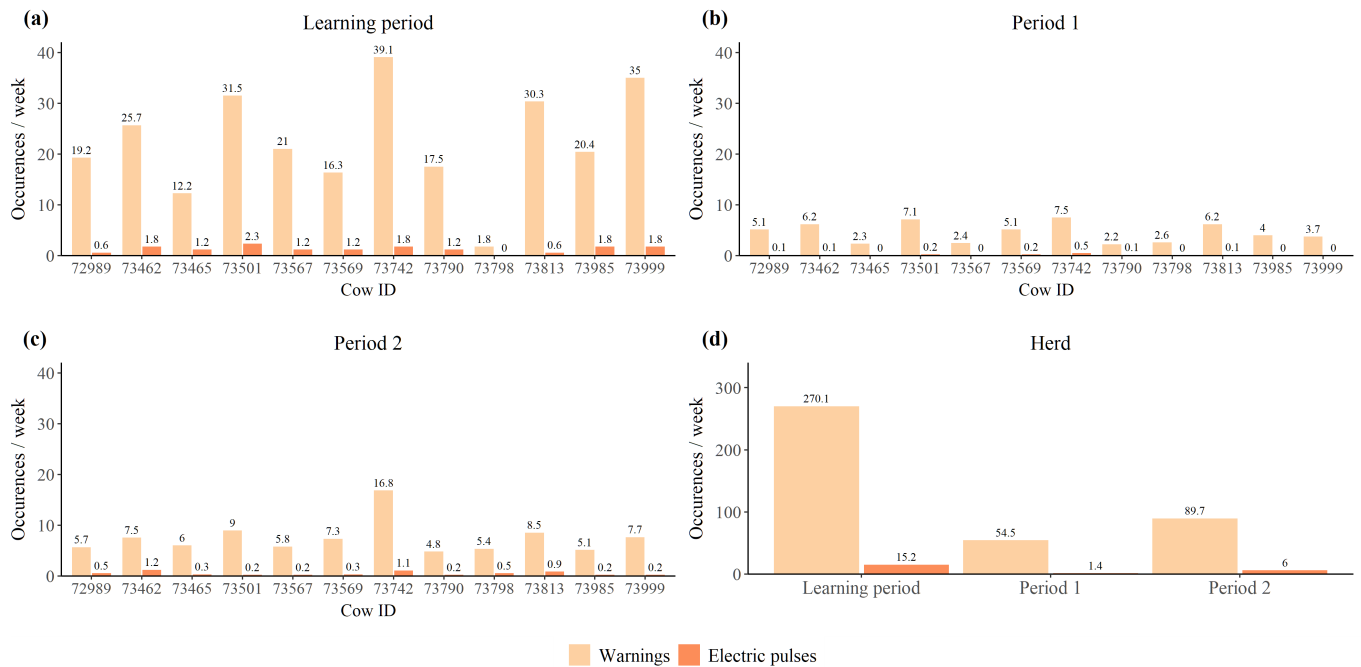 (a)
Learning period
Occurences / week
40
30
20
10
0
19.2 0.6 25.7 1.8 12.2 1.2 31.5 2.3 21 1.2 16.3 1.2 39.1 1.8 17.5 1.2 1.8 0 30.3 0.6 20.4 1.8 35 1.8
72989 73462 73465 73501 73567 73569 73742 73790 73798 73813 73985 73999
Cow ID
(b)
Period 1
Occurences / week
40
30
20
10
0
5.1 0.1 6.2 0.1 2.3 0 7.1 0.2 2.4 0 5.1 0.2 7.5 0.5 2.2 0.1 2.6 0 6.2 0.1 4 0 3.7 0
72989 73462 73465 73501 73567 73569 73742 73790 73798 73813 73985 73999
Cow ID
(c)
Period 2
Occurences / week
40
30
20
10
0
5.7 0.5 7.5 1.2 6 0.3 9 0.2 5.8 0.2 7.3 0.3 16.8 1.1 4.8 0.2 5.4 0.5 8.5 0.9 5.1 0.2 7.7 0.2
72989 73462 73465 73501 73567 73569 73742 73790 73798 73813 73985 73999
Cow ID
(d)
Herd
Occurences / week
300
200
100
0
270.1 15.2 54.5 1.4 89.7 6
Learning period Period 1 Period 2
Warnings Electric pulses